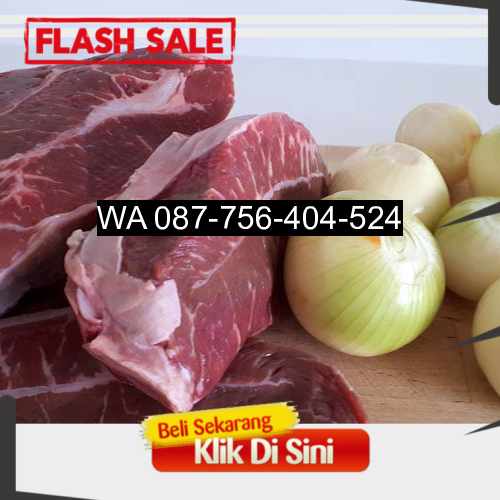 FLASH SALE
WA 087-756-404-524
Beli Sekarang
Klik Di Sini